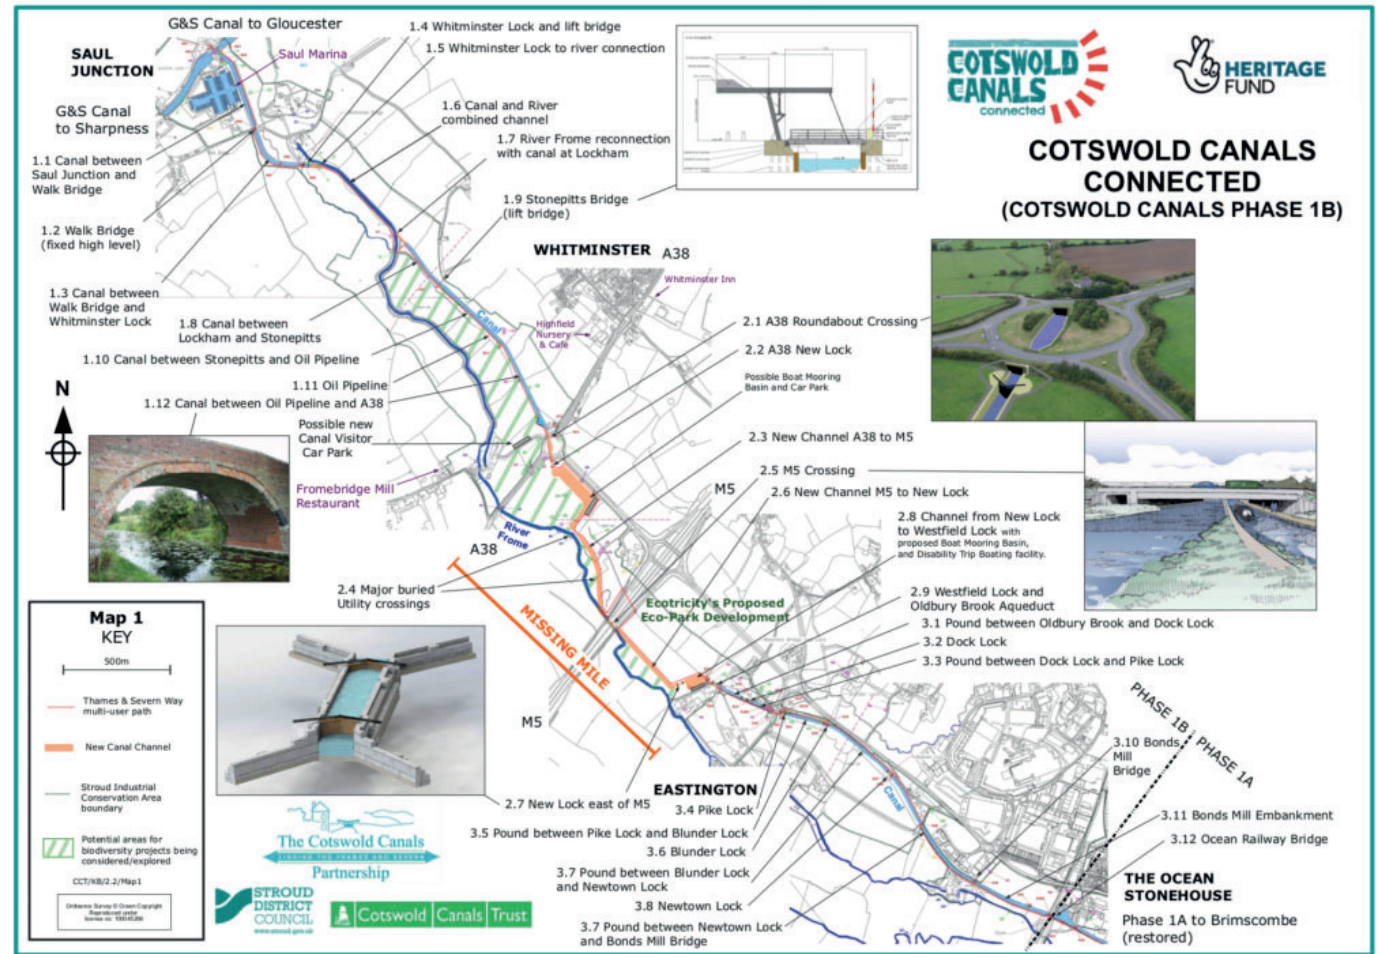 G&S Canal to Gloucester
SAUL
JUNCTION
Saul Marina
G&S Canal
to Sharpness
1.1 Canal between
Saul Junction and
Walk Bridge
1.2 Walk Bridge
(fixed high level)
1.3 Canal between
Walk Bridge and
Whitminster Lock
1.4 Whitminster Lock and lift bridge
1.5 Whitminster Lock to river connection
1.6 Canal and River
combined channel
1.7 River Frome reconnection
with canal at Lockham
1.9 Stonepitts Bridge
(lift bridge)
1.8 Canal between
Lockham and Stonepitts
1.10 Canal between Stonepitts and Oil Pipeline
1.11 Oil Pipeline
1.12 Canal between Oil Pipeline and A38
COTSWOLD
CANALS
connected
HERITAGE
FUND
COTSWOLD CANALS
CONNECTED
(COTSWOLD CANALS PHASE 1B)
WHITMINSTER
A38
Whitminster Inn
Highfield
Nursery
& Cafe
Canal
2.1 A38 Roundabout Crossing
2.2 A38 New Lock
Possible Boat Mooring
Basin and Car Park
2.3 New Channel A38 to M5
2.5 M5 Crossing
2.6 New Channel M5 to New Lock
2.8 Channel from New Lock
to Westfield Lock with
proposed Boat Mooring Basin,
and Disability Trip Boating facility.
2.9 Westfield Lock and
Oldbury Brook Aqueduct
3.1 Pound between Oldbury Brook and Dock Lock
3.2 Dock Lock
3.3 Pound between Dock Lock and Pike Lock
N
Possible new
Canal Visitor
Car Park
Fromebridge Mill
Restaurant
River
Frome
A38
M5
2.4 Major buried
Utility crossings
Ecotricity's Proposed
Eco-Park Development
MISSING MILE
M5
2.7 New Lock east of M5
EASTINGTON
3.4 Pike Lock
3.5 Pound between Pike Lock and Blunder Lock
3.6 Blunder Lock
3.7 Pound between Blunder Lock
and Newtown Lock
3.8 Newtown Lock
3.7 Pound between Newtown Lock
and Bonds Mill Bridge
Canal
PHASE 1B
PHASE 1A
3.10 Bonds
Mill
Bridge
3.11 Bonds Mill Embankment
3.12 Ocean Railway Bridge
THE OCEAN
STONEHOUSE
Phase 1A to Brimscombe
(restored)
Map 1
KEY
500m
Thames & Severn Way
multi-user path
New Canal Channel
Stroud Industrial
Conservation Area
boundary
Potential areas for
biodiversity projects being
considered/explored
CCT/KB/2.2/Map1
Ordnance Survey © Crown Copyright
Reproduced under
The Cotswold Canals
LINKING THE THAMES AND SEVERN
Partnership
STROUD
DISTRICT
COUNCIL
www.stroud.gov.uk
Cotswold Canals Trust